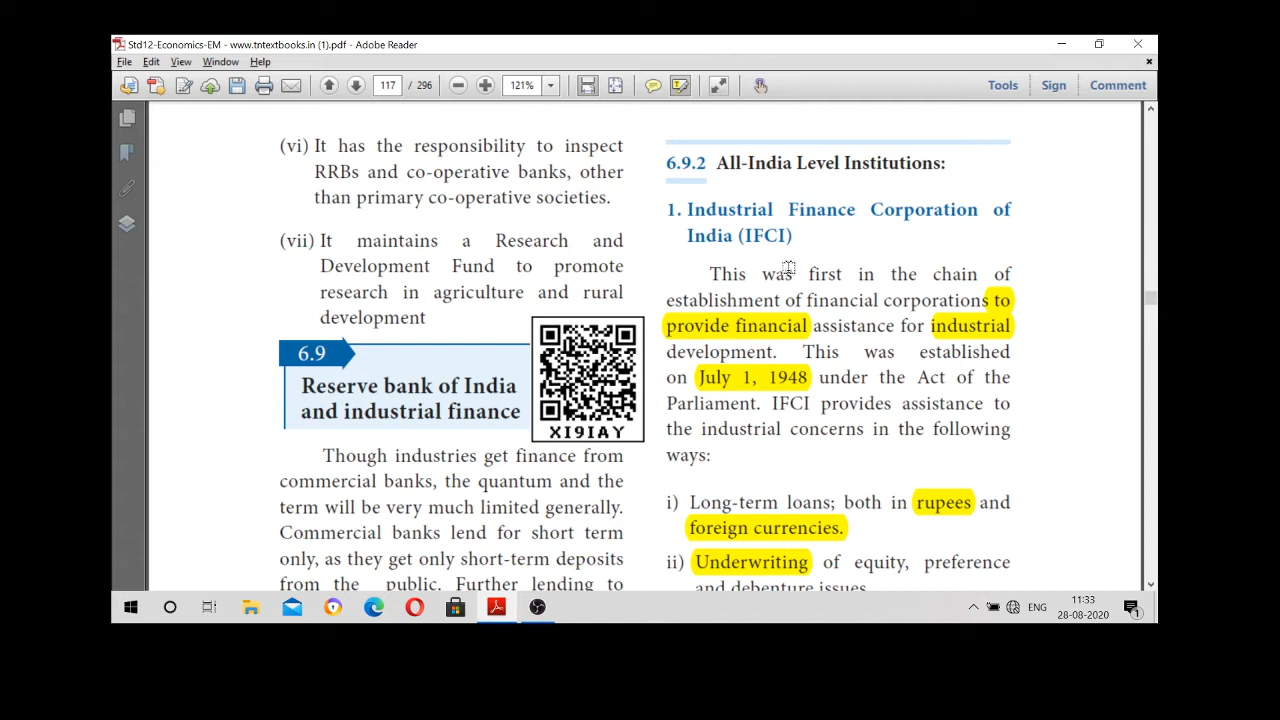 Std12-Economics-EM - www.tntextbooks.in (1).pdf - Adobe Reader
File Edit View Window Help
117 / 296 121% Tools Sign Comment
(vi) It has the responsibility to inspect
RRBs and co-operative banks, other
than primary co-operative societies.
(vii) It maintains a Research and
Development Fund to promote
research in agriculture and rural
development
6.9
Reserve bank of India
and industrial finance
XI9IAY
Though industries get finance from
commercial banks, the quantum and the
term will be very much limited generally.
Commercial banks lend for short term
only, as they get only short-term deposits
from the public. Further lending to
6.9.2 All-India Level Institutions:
1. Industrial Finance Corporation of
India (IFCI)
This was first in the chain of
establishment of financial corporations to
provide financial assistance for industrial
development. This was established
on July 1, 1948 under the Act of the
Parliament. IFCI provides assistance to
the industrial concerns in the following
ways:
i) Long-term loans; both in rupees and
foreign currencies.
ii) Underwriting of equity, preference
and debenture issues.
ENG
11:33
28-08-2020
1